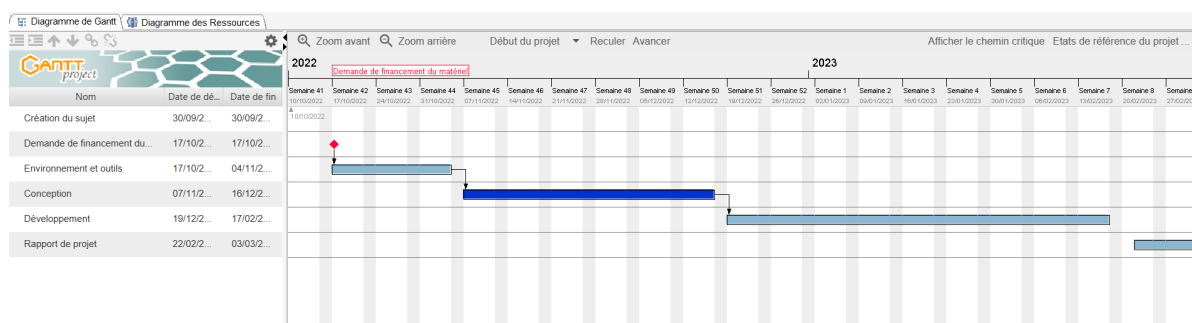 Diagramme de Gantt Diagramme des Ressources
Zoom avant Zoom arrière Début du projet Reculer Avancer Afficher le chemin critique Etats de référence du projet ...
GANTT project
2022 2023
Demande de financement du matériel
Nom Date de dé... Date de fin
Semaine 41 Semaine 42 Semaine 43 Semaine 44 Semaine 45 Semaine 46 Semaine 47 Semaine 48 Semaine 49 Semaine 50 Semaine 51 Semaine 52 Semaine 1 Semaine 2 Semaine 3 Semaine 4 Semaine 5 Semaine 6 Semaine 7 Semaine 8 Semaine
10/10/2022 17/10/2022 24/10/2022 31/10/2022 07/11/2022 14/11/2022 21/11/2022 28/11/2022 05/12/2022 12/12/2022 19/12/2022 26/12/2022 02/01/2023 09/01/2023 16/01/2023 23/01/2023 30/01/2023 06/02/2023 13/02/2023 20/02/2023 27/02/20
10/10/2022
Création du sujet 30/09/2... 30/09/2...
Demande de financement du... 17/10/2... 17/10/2...
Environnement et outils 17/10/2... 04/11/2...
Conception 07/11/2... 16/12/2...
Développement 19/12/2... 17/02/2...
Rapport de projet 22/02/2... 03/03/2...